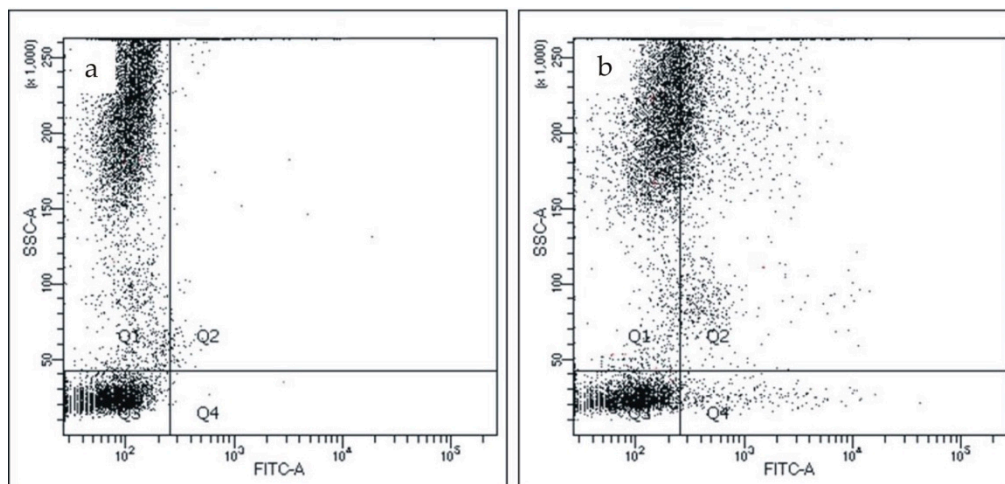 a
(x 1,000)
250
200
150
100
50
SSC-A
Q1
Q2
Q3
Q4
10²
10³
10⁴
10⁵
FITC-A
b
(x 1,000)
250
200
150
100
50
SSC-A
Q1
Q2
Q3
Q4
10²
10³
10⁴
10⁵
FITC-A